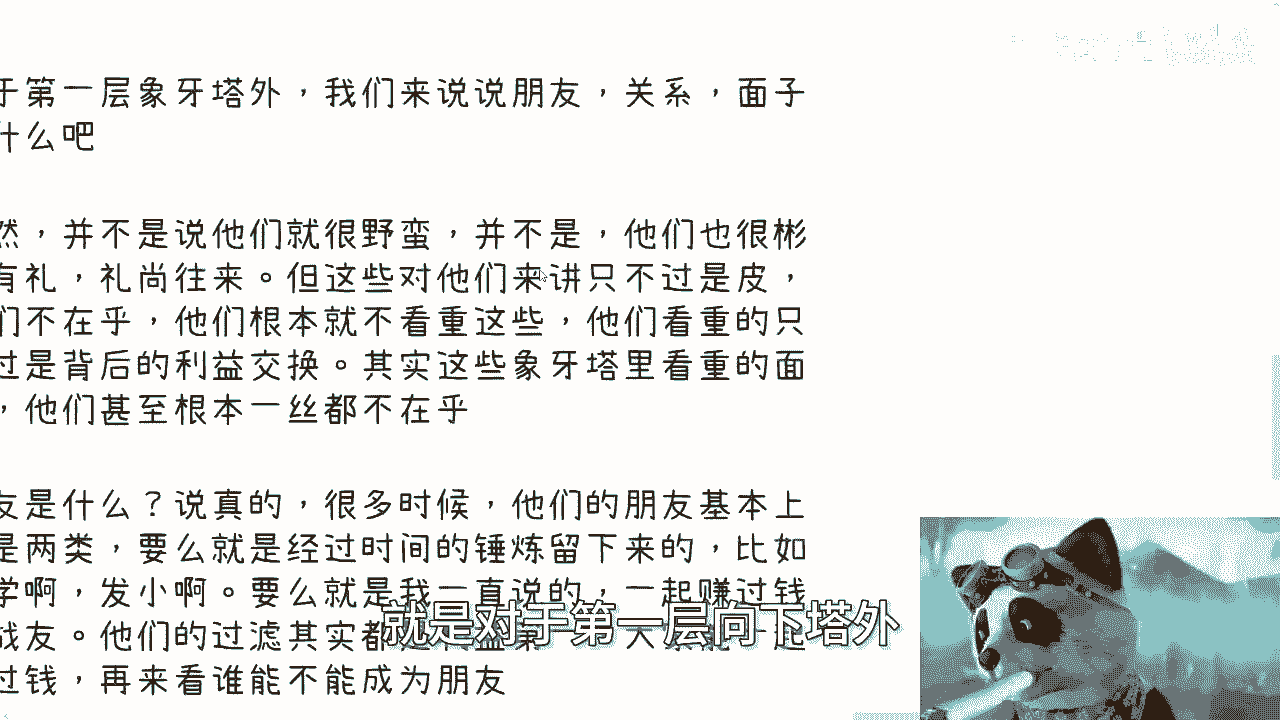 于第一层象牙塔外，我们来说说朋友，关系，面子
什么吧
然，并不是说他们就很野蛮，并不是，他们也很彬
有礼，礼尚往来。但这些对他们来讲只不过是皮，
们不在乎，他们根本就不看重这些，他们看重的只
过是背后的利益交换。其实这些象牙塔里看重的面
，他们甚至根本一丝都不在乎
友是什么？说真的，很多时候，他们的朋友基本上
是两类，要么就是经过时间的锤炼留下来的，比如
学啊，发小啊。要么就是我一直说的，一起赚过钱
战友。他们的过滤其实都
过钱，再来看谁能不能成为朋友
就是对于第一层向下塔外